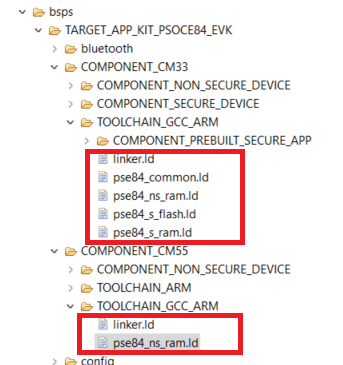 bsps
TARGET_APP_KIT_PSOCE84_EVK
bluetooth
COMPONENT_CM33
COMPONENT_NON_SECURE_DEVICE
COMPONENT_SECURE_DEVICE
TOOLCHAIN_GCC_ARM
COMPONENT_PREBUILT_SECURE_APP
linker.ld
pse84_common.ld
pse84_ns_ram.ld
pse84_s_flash.ld
pse84_s_ram.ld
COMPONENT_CM55
COMPONENT_NON_SECURE_DEVICE
TOOLCHAIN_ARM
TOOLCHAIN_GCC_ARM
linker.ld
pse84_ns_ram.ld
config